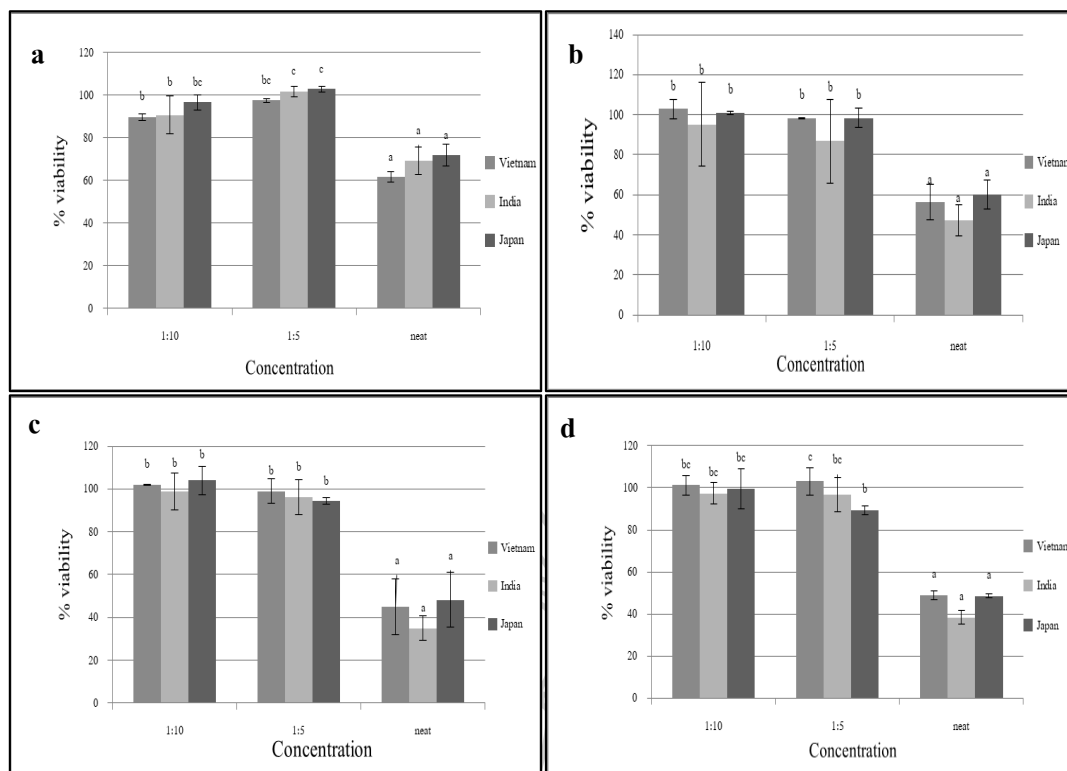 a
120
100
80
60
40
20
0
% viability
b b bc
bc c c
a a a
1:10 1:5 neat
Concentration
Vietnam
India
Japan
b
140
120
100
80
60
40
20
0
% viability
b b b
b b b
a a a
1:10 1:5 neat
Concentration
Vietnam
India
Japan
c
120
100
80
60
40
20
0
% viability
b b b
b b b
a a a
1:10 1:5 neat
Concentration
Vietnam
India
Japan
d
120
100
80
60
40
20
0
% viability
bc bc bc
c bc b
a a a
1:10 1:5 neat
Concentration
Vietnam
India
Japan